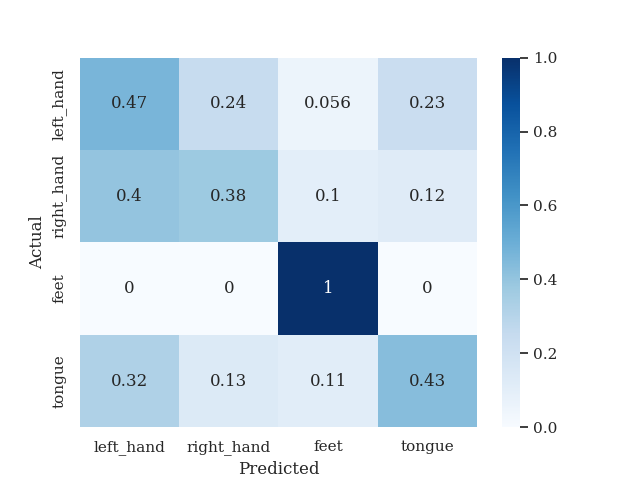 left_hand 0.47 0.24 0.056 0.23
right_hand 0.4 0.38 0.1 0.12
feet 0 0 1 0
tongue 0.32 0.13 0.11 0.43
left_hand right_hand feet tongue
Predicted
Actual
1.0
0.8
0.6
0.4
0.2
0.0